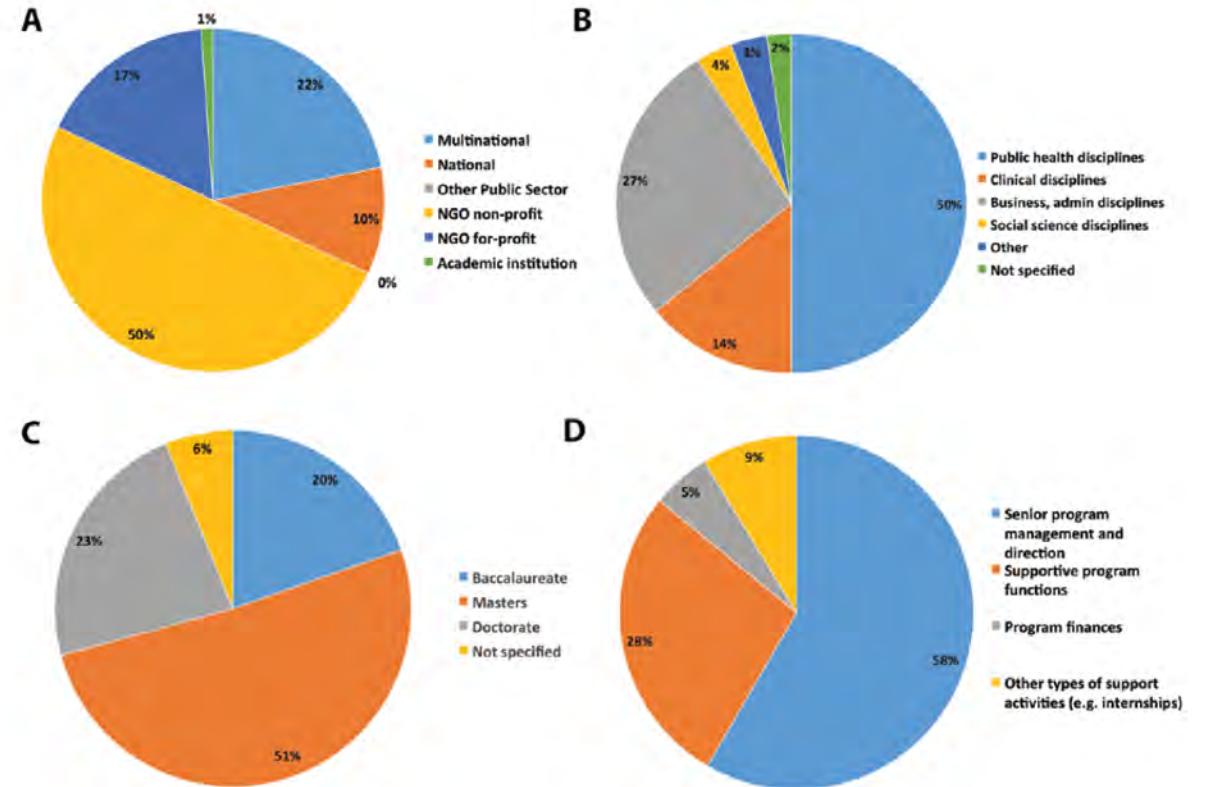 A
1%
22%
10%
0%
50%
17%
Multinational
National
Other Public Sector
NGO non-profit
NGO for-profit
Academic institution
B
4%
3%
2%
50%
14%
27%
Public health disciplines
Clinical disciplines
Business, admin disciplines
Social science disciplines
Other
Not specified
C
6%
20%
23%
51%
Baccalaureate
Masters
Doctorate
Not specified
D
9%
5%
28%
58%
Senior program
management and
direction
Supportive program
functions
Program finances
Other types of support
activities (e.g. internships)